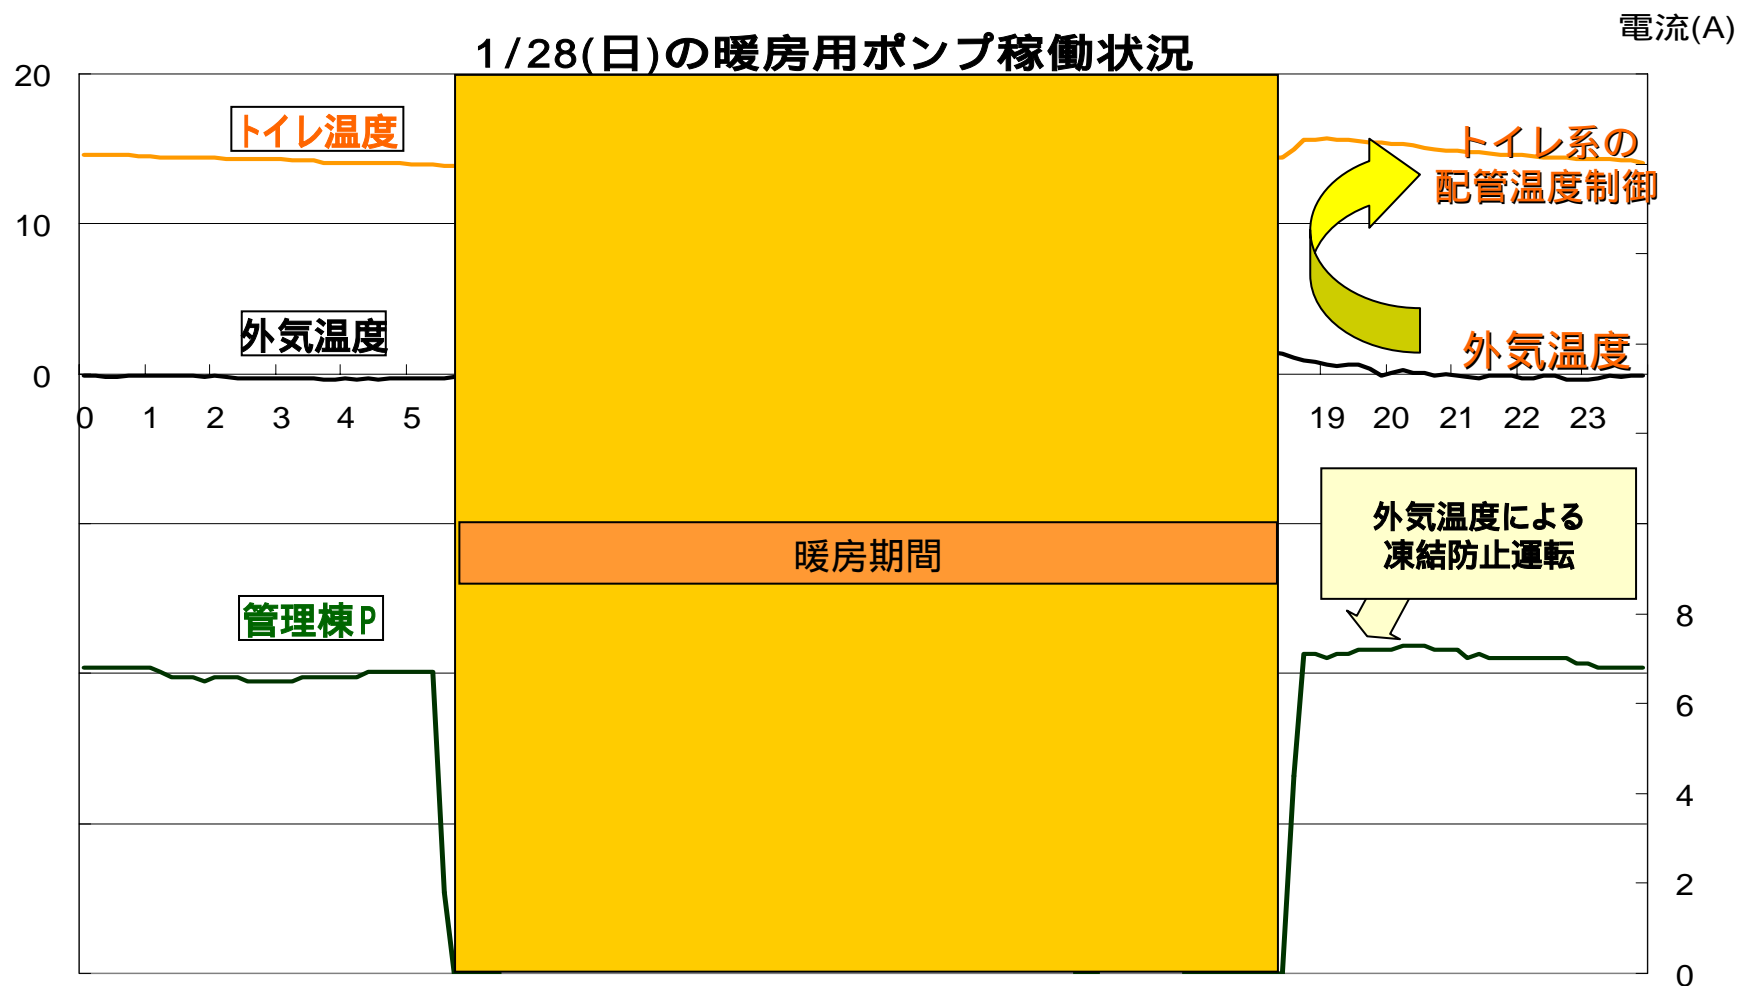 電流(A)
1/28(日)の暖房用ポンプ稼働状況
20
トイレ温度
トイレ系の
配管温度制御
10
外気温度
外気温度
0
0 1 2 3 4 5 19 20 21 22 23
外気温度による
凍結防止運転
暖房期間
管理棟P
8
6
4
2
0